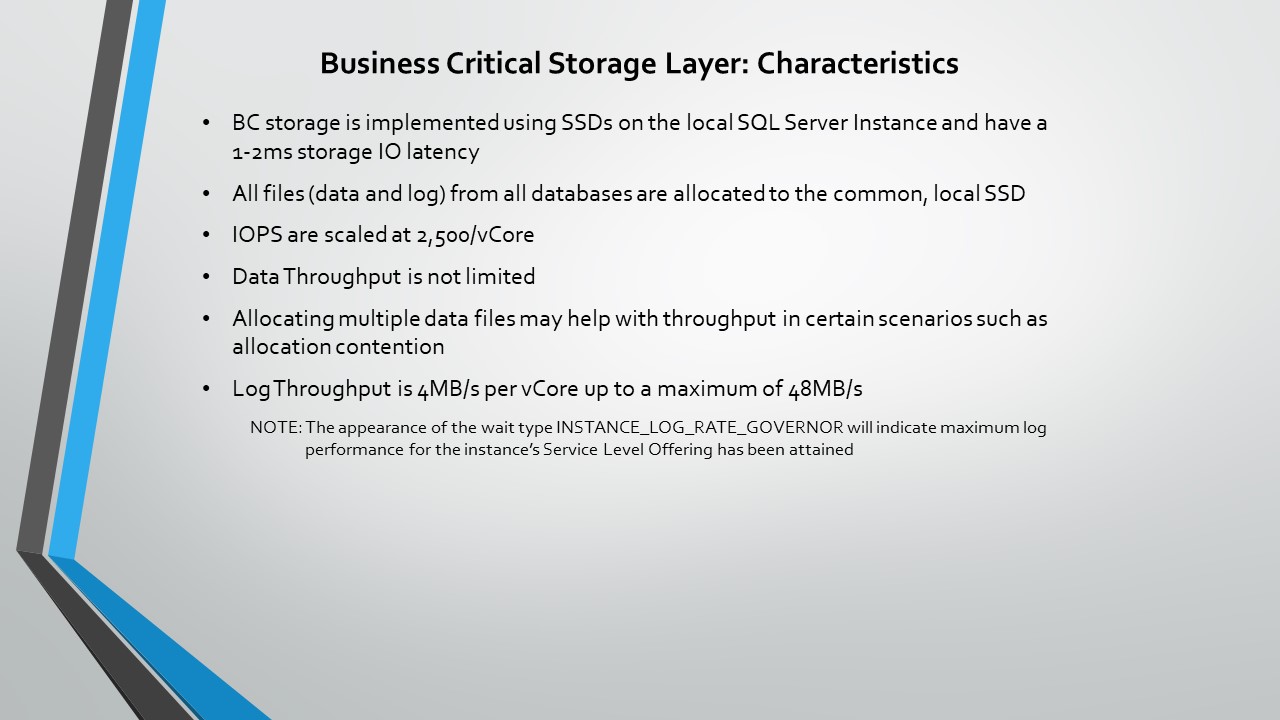 Business Critical Storage Layer: Characteristics
• BC storage is implemented using SSDs on the local SQL Server Instance and have a
1-2ms storage IO latency
• All files (data and log) from all databases are allocated to the common, local SSD
• IOPS are scaled at 2,500/vCore
• Data Throughput is not limited
• Allocating multiple data files may help with throughput in certain scenarios such as
allocation contention
• Log Throughput is 4MB/s per vCore up to a maximum of 48MB/s
NOTE: The appearance of the wait type INSTANCE_LOG_RATE_GOVERNOR will indicate maximum log
performance for the instance’s Service Level Offering has been attained